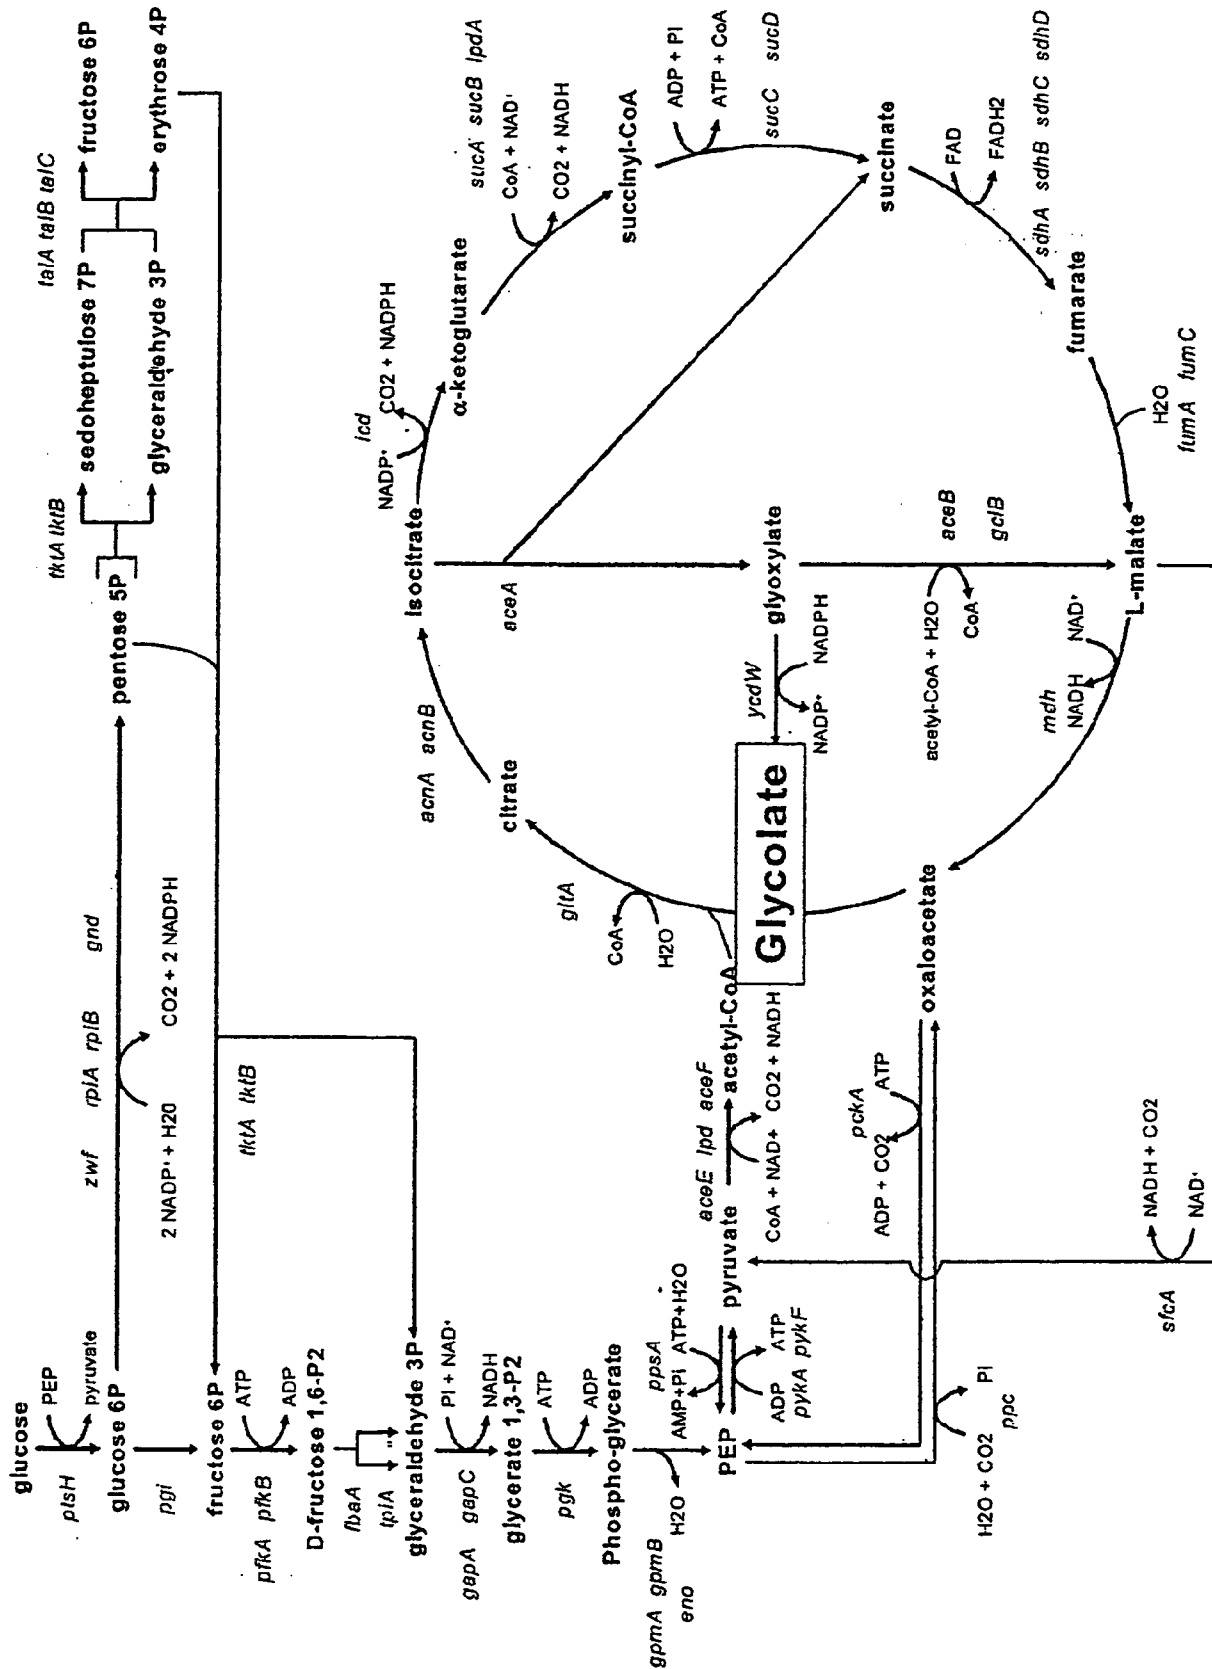 glucose
ptsH
PEP
pyruvate
glucose 6P
zwf
rpiA rpiB
gnd
2 NADP+ + H20
CO2 + 2 NADPH
pentose 5P
tktA tktB
sedoheptulose 7P
glyceraldehyde 3P
talA talB talC
fructose 6P
erythrose 4P
pgi
fructose 6P
tktA tktB
pfkA pfkB
ATP
ADP
D-fructose 1,6-P2
fbaA
tpiA
glyceraldehyde 3P
gapA gapC
Pi + NAD+
NADH
glycerate 1,3-P2
pgk
ATP
ADP
Phospho-glycerate
gpmA gpmB
eno
H2O
PEP
ppsA
AMP+Pi
ATP+H2O
ADP
ATP
pykA pykF
pyruvate
aceE lpd aceF
CoA + NAD+
CO2 + NADH
acetyl-CoA
gltA
CoA
H2O
citrate
acnA acnB
isocitrate
icd
NADP+
CO2 + NADPH
α-ketoglutarate
sucA sucB lpdA
CoA + NAD+
CO2 + NADH
succinyl-CoA
ADP + Pi
ATP + CoA
sucC sucD
succinate
FAD
FADH2
sdhA sdhB sdhC sdhD
fumarate
H2O
fumA fumC
L-malate
aceA
glyoxylate
ycdW
NADP+
NADPH
Glycolate
aceB
glcB
acetyl-CoA + H2O
CoA
mdh
NADH
NAD+
oxaloacetate
pckA
ADP + CO2
ATP
H2O + CO2
Pi
ppc
sfcA
NADH + CO2
NAD+